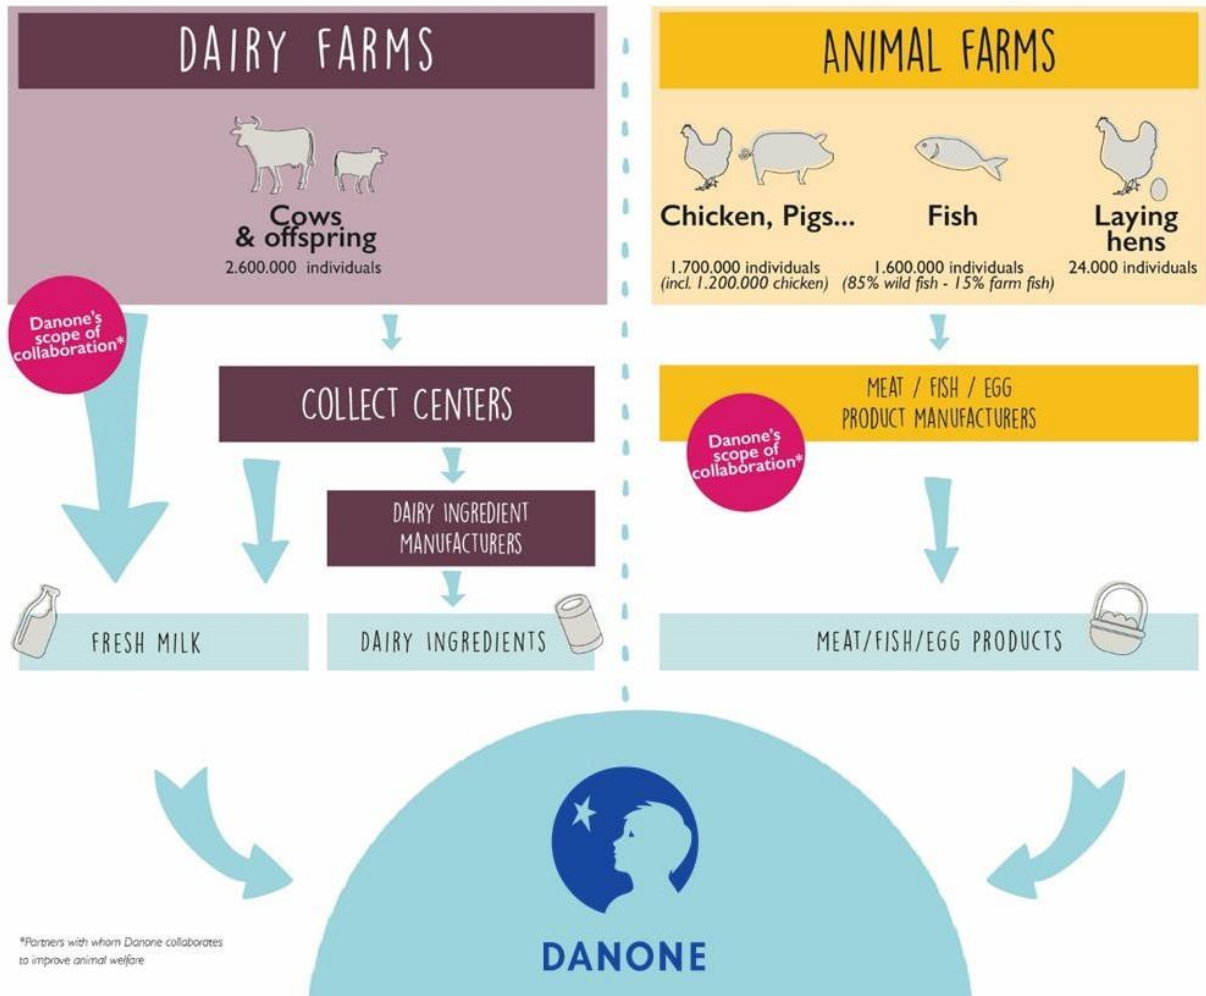 DAIRY FARMS
Cows
& offspring
2.600.000 individuals
Danone's
scope of
collaboration*
COLLECT CENTERS
DAIRY INGREDIENT
MANUFACTURERS
FRESH MILK
DAIRY INGREDIENTS
ANIMAL FARMS
Chicken, Pigs...
1.700.000 individuals
(incl. 1.200.000 chicken)
Fish
1.600.000 individuals
(85% wild fish - 15% farm fish)
Laying
hens
24.000 individuals
MEAT / FISH / EGG
PRODUCT MANUFACTURERS
Danone's
scope of
collaboration*
MEAT/FISH/EGG PRODUCTS
DANONE
*Partners with whom Danone collaborates
to improve animal welfare